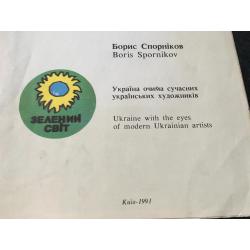 Борис Спорніков
Boris Spornikov
Україна очима сучасних
українських художників
Ukraine with the eyes
of modern Ukrainian artists
ЗЕЛЕНИЙ
СВІТ
Київ-1991